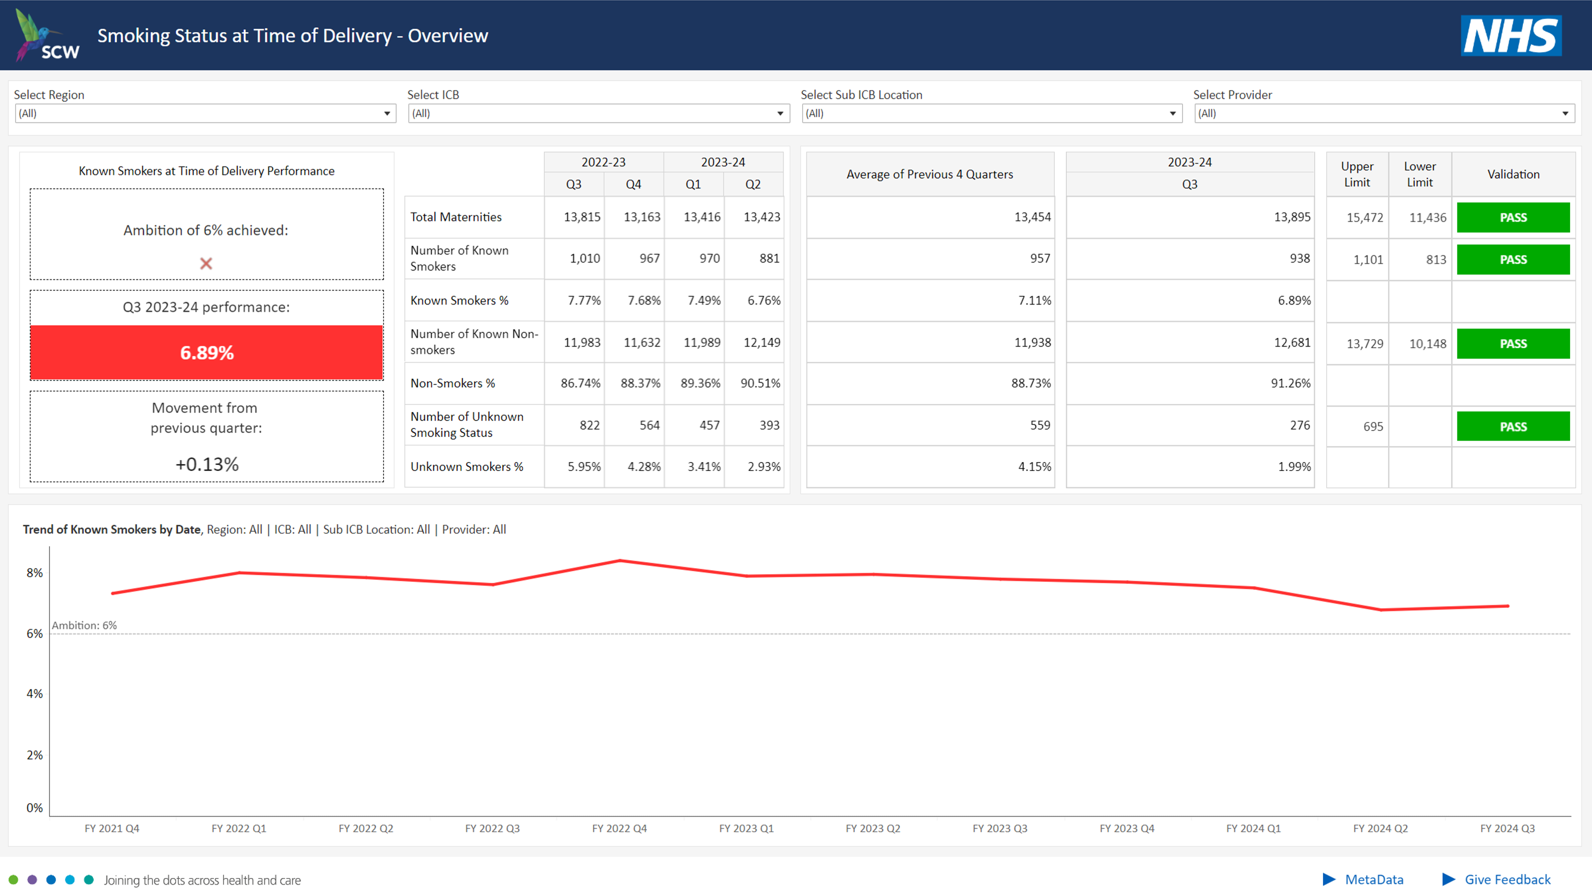 SCW
Smoking Status at Time of Delivery - Overview
NHS
Select Region
(All)
Select ICB
(All)
Select Sub ICB Location
(All)
Select Provider
(All)
Known Smokers at Time of Delivery Performance
Ambition of 6% achieved:
Q3 2023-24 performance:
6.89%
Movement from
previous quarter:
+0.13%
2022-23 2023-24
Q3 Q4 Q1 Q2
Total Maternities 13,815 13,163 13,416 13,423
Number of Known
Smokers 1,010 967 970 881
Known Smokers % 7.77% 7.68% 7.49% 6.76%
Number of Known Non-
smokers 11,983 11,632 11,989 12,149
Non-Smokers % 86.74% 88.37% 89.36% 90.51%
Number of Unknown
Smoking Status 822 564 457 393
Unknown Smokers % 5.95% 4.28% 3.41% 2.93%
Average of Previous 4 Quarters
13,454
957
7.11%
11,938
88.73%
559
4.15%
2023-24
Q3
13,895
938
6.89%
12,681
91.26%
276
1.99%
Upper
Limit
Lower
Limit
Validation
15,472 11,436 PASS
1,101 813 PASS
13,729 10,148 PASS
695 PASS
Trend of Known Smokers by Date, Region: All | ICB: All | Sub ICB Location: All | Provider: All
8%
Ambition: 6%
6%
4%
2%
0%
FY 2021 Q4 FY 2022 Q1 FY 2022 Q2 FY 2022 Q3 FY 2022 Q4 FY 2023 Q1 FY 2023 Q2 FY 2023 Q3 FY 2023 Q4 FY 2024 Q1 FY 2024 Q2 FY 2024 Q3
Joining the dots across health and care
MetaData
Give Feedback